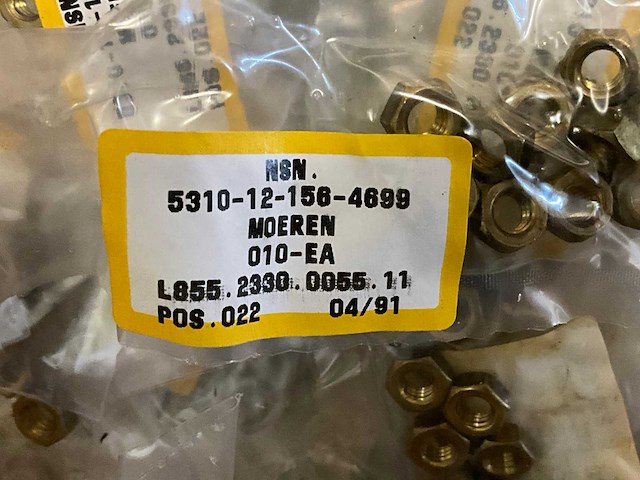 NSN.
5310-12-156-4699
MOEREN
010-EA
L855.2330.0055.11
POS.022 04/91